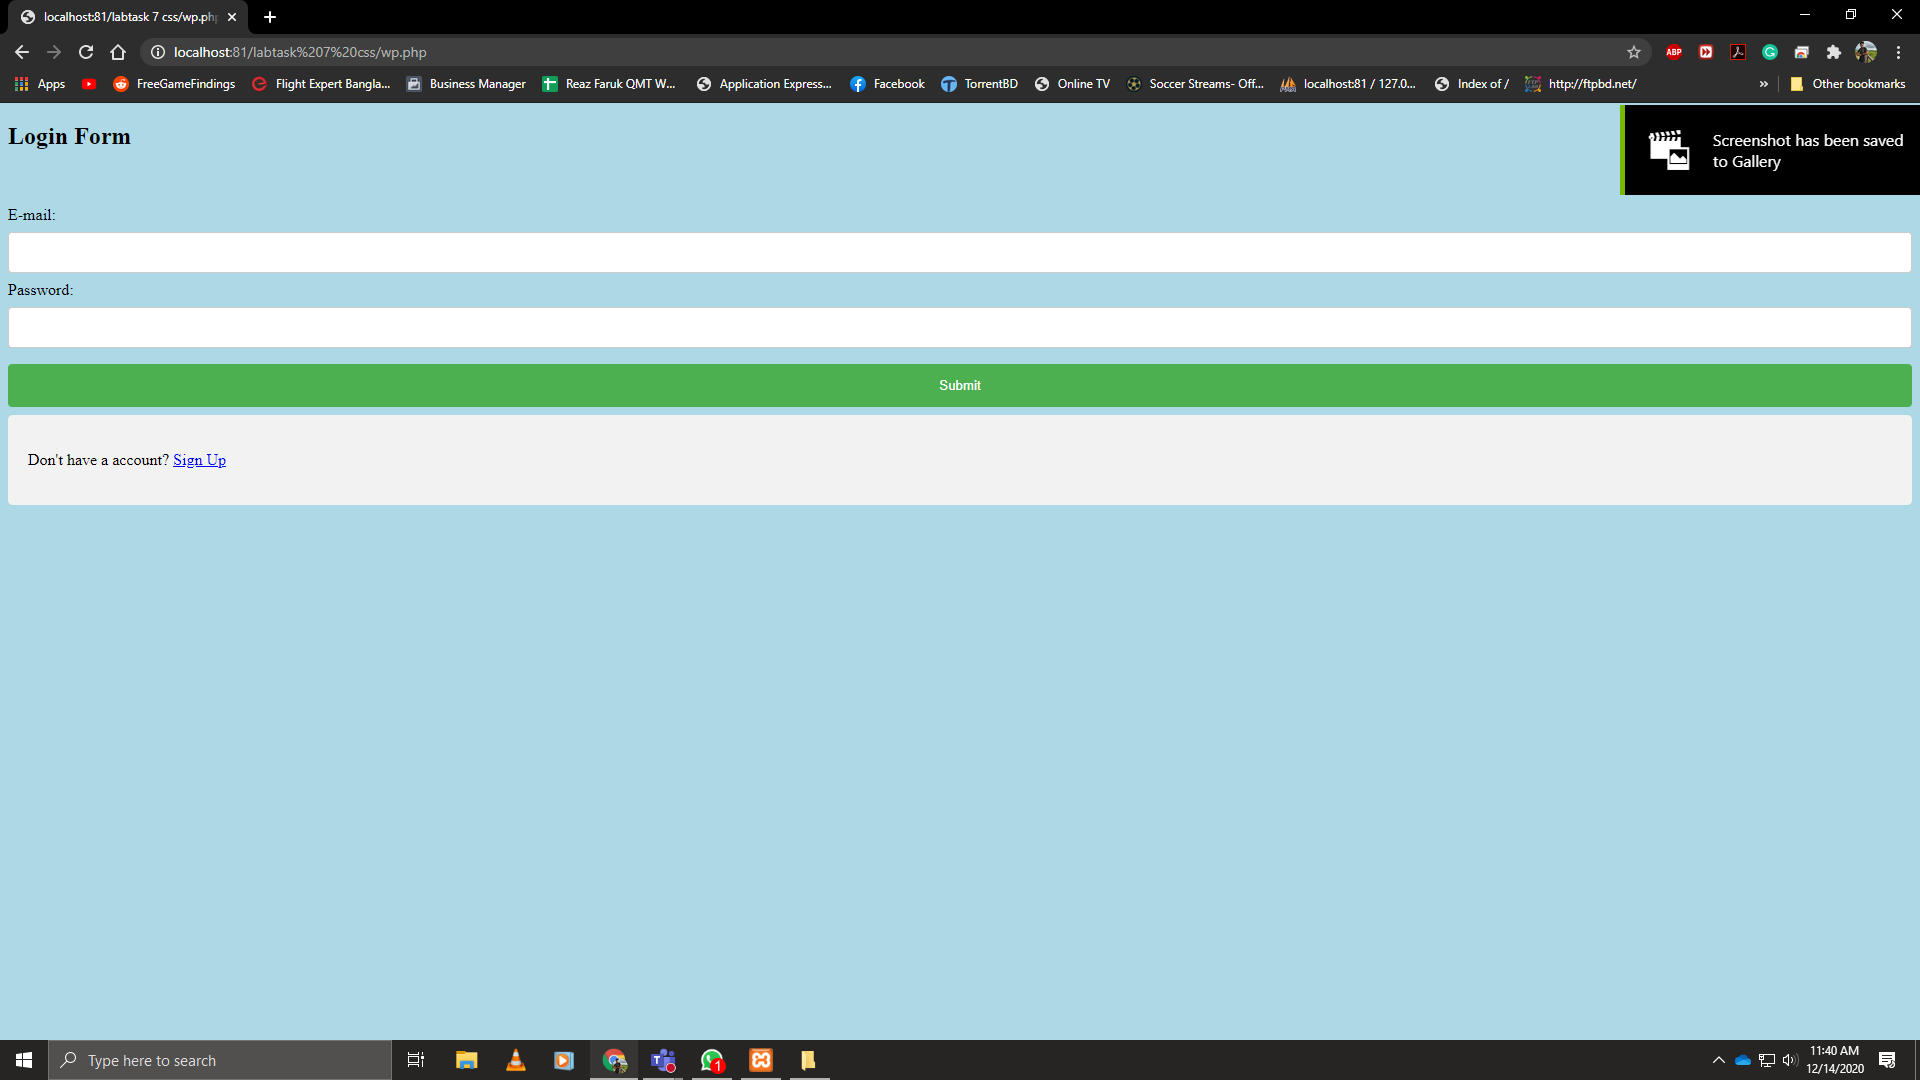 localhost:81/labtask 7 css/wp.php
localhost:81/labtask%207%20css/wp.php
ABP
Apps FreeGameFindings Flight Expert Bangla... Business Manager Reaz Faruk QMT W... Application Express... Facebook TorrentBD Online TV Soccer Streams- Off... localhost:81 / 127.0... Index of / http://ftpbd.net/ » Other bookmarks
Login Form
Screenshot has been saved
to Gallery
E-mail:
Password:
Submit
Don't have a account? Sign Up
Type here to search
1
11:40 AM
12/14/2020